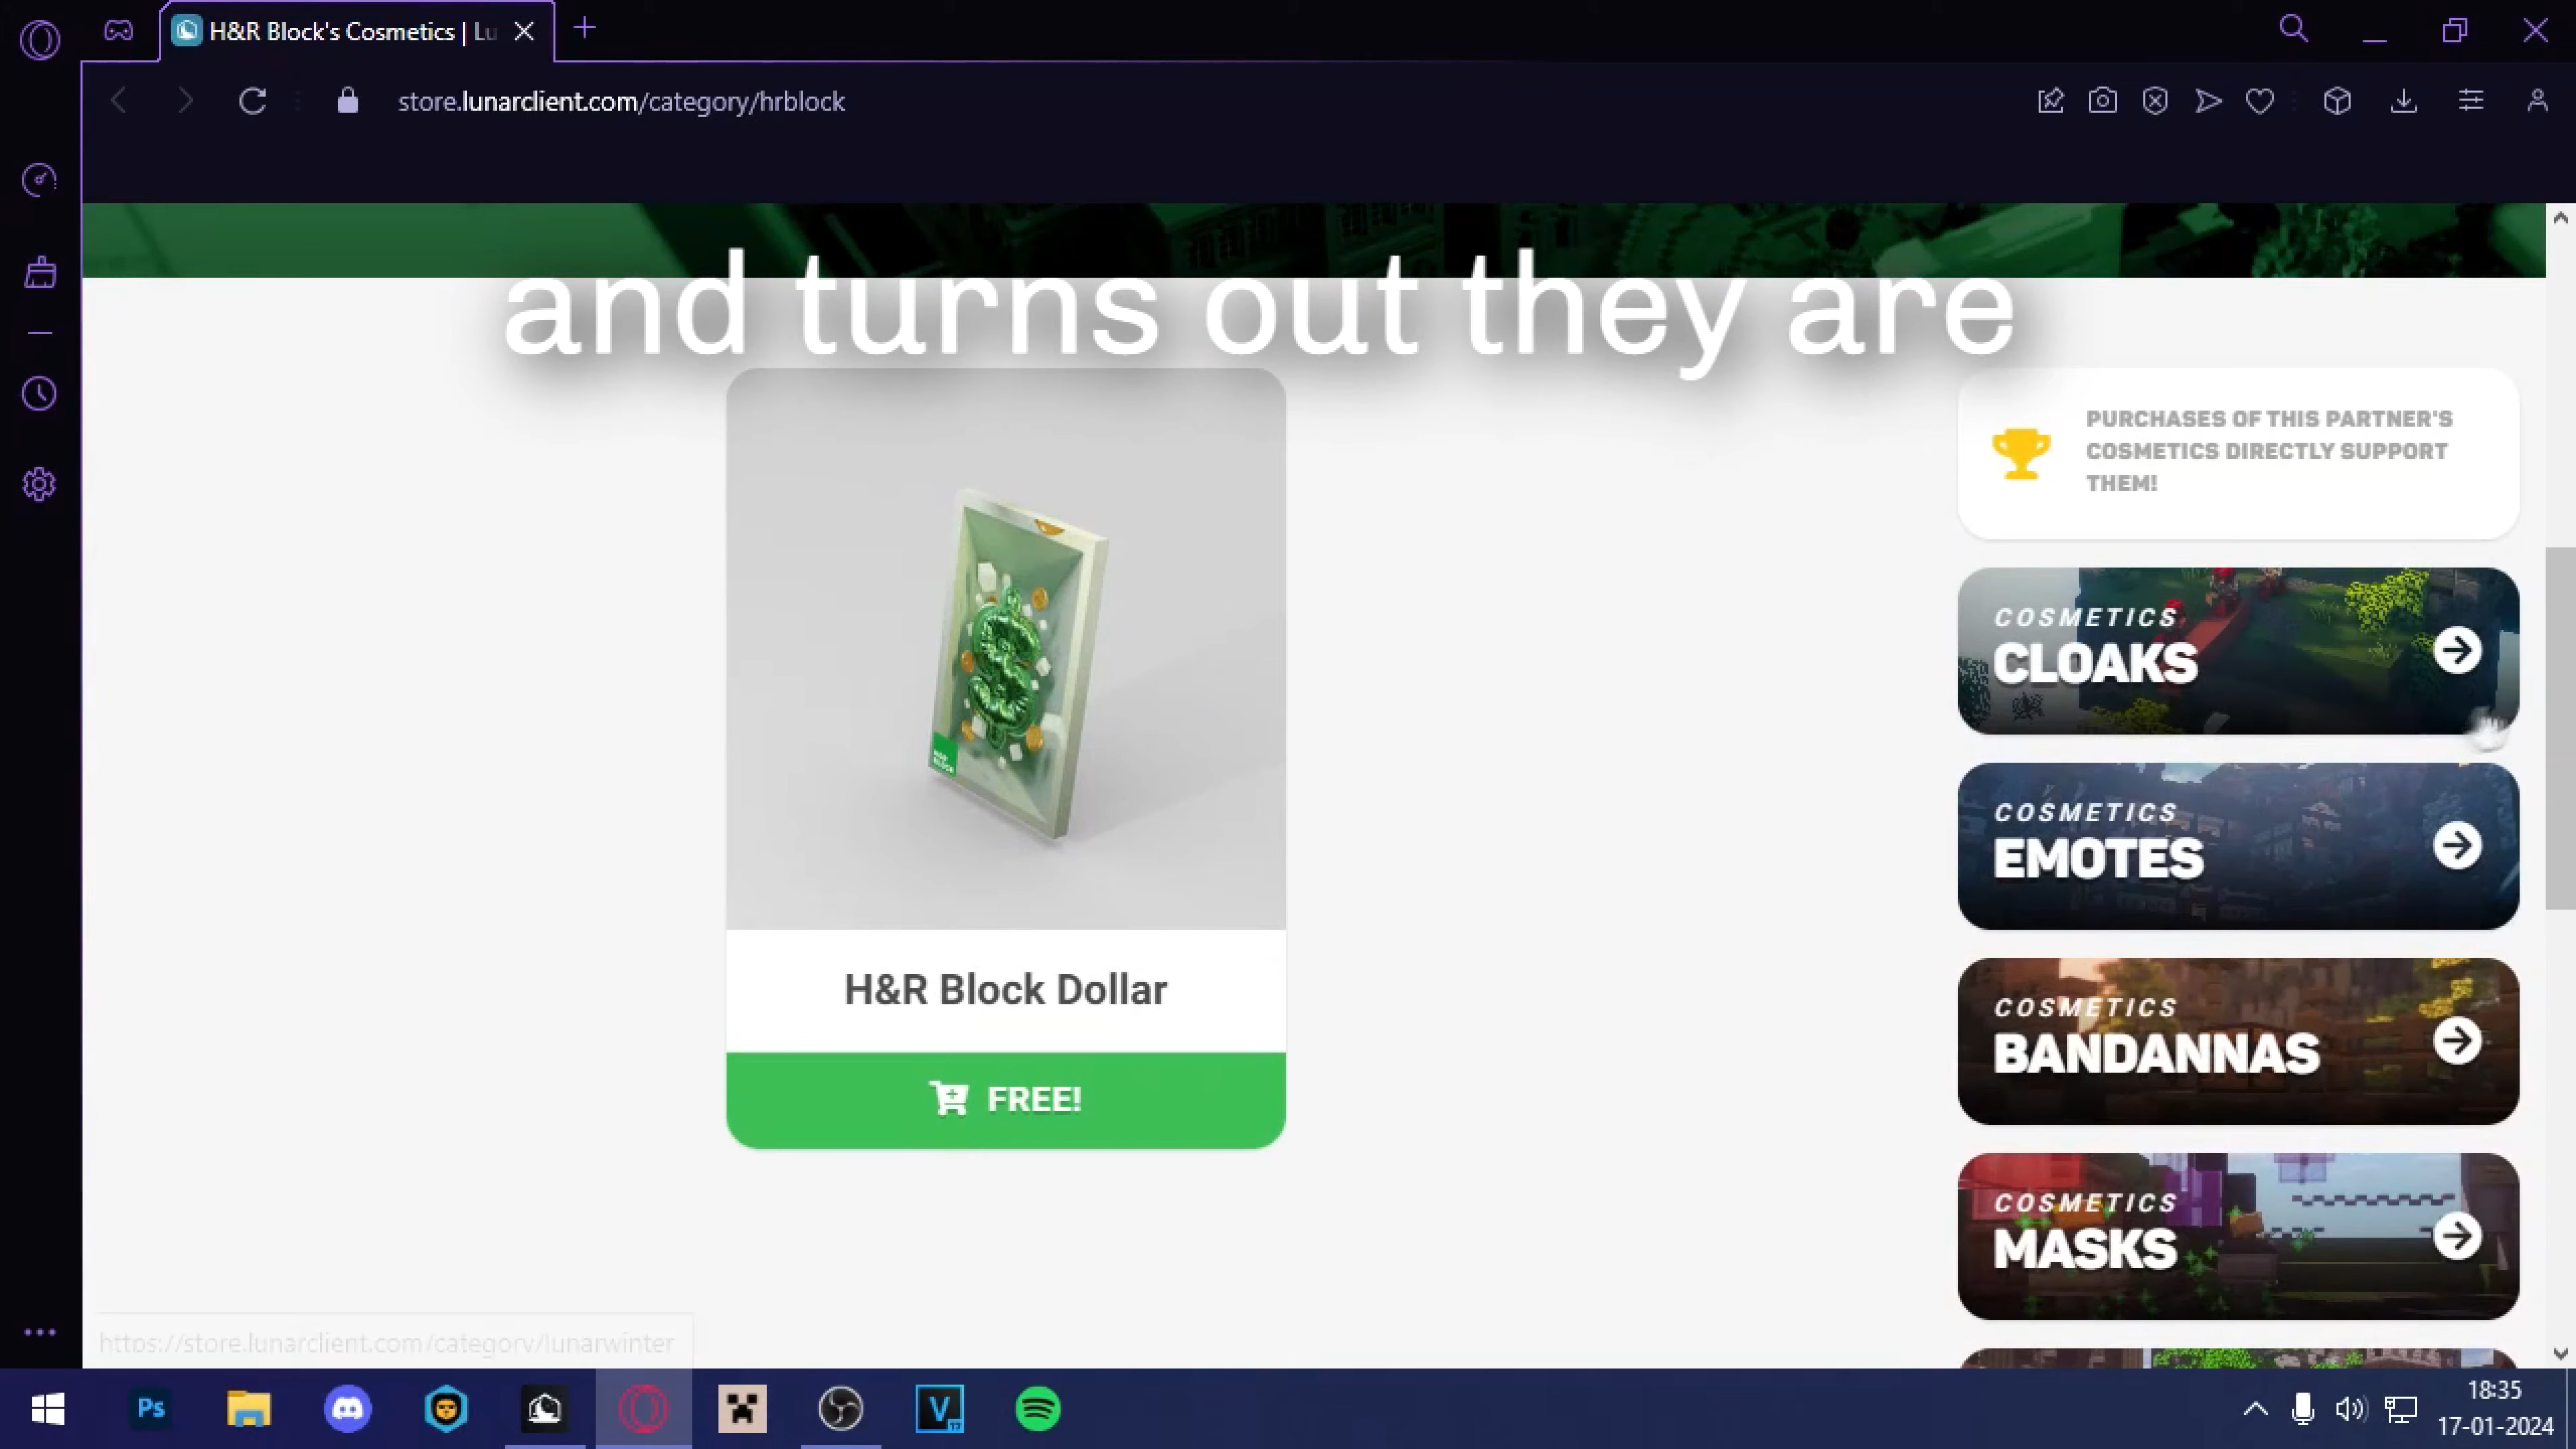 H&R Block's Cosmetics | Lu
store.lunarclient.com/category/hrblock
and turns out they are
PURCHASES OF THIS PARTNER'S
COSMETICS DIRECTLY SUPPORT
THEM!
COSMETICS
CLOAKS
COSMETICS
EMOTES
H&R Block Dollar
COSMETICS
BANDANNAS
FREE!
COSMETICS
MASKS
https://store.lunarclient.com/category/lunarwinter
Ps
V
17
18:35
17-01-2024